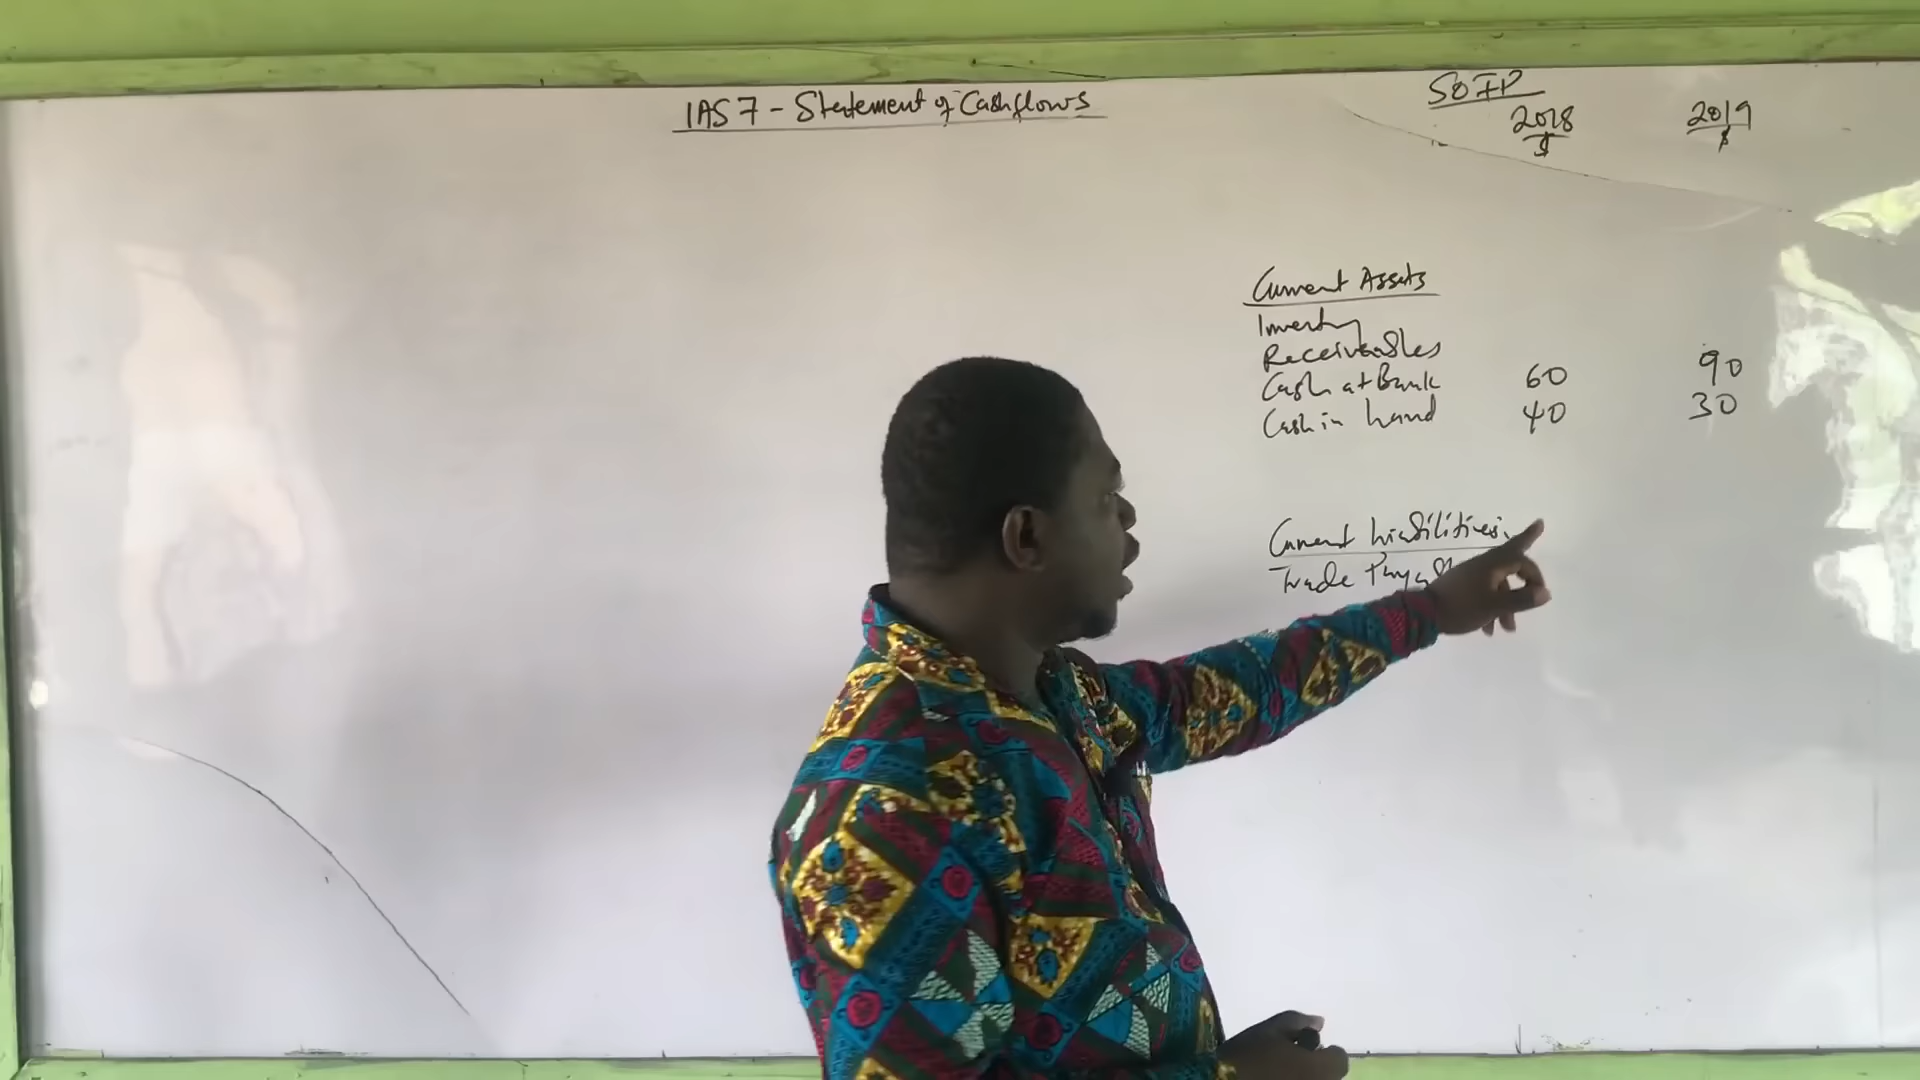 IAS 7 - Statement of Cashflows
SOFP
2018 2019
$ $
Current Assets
Inventory
Receiveables
Cash at Bank 60 90
Cash in hand 40 30
Current Liabilities:
Trade